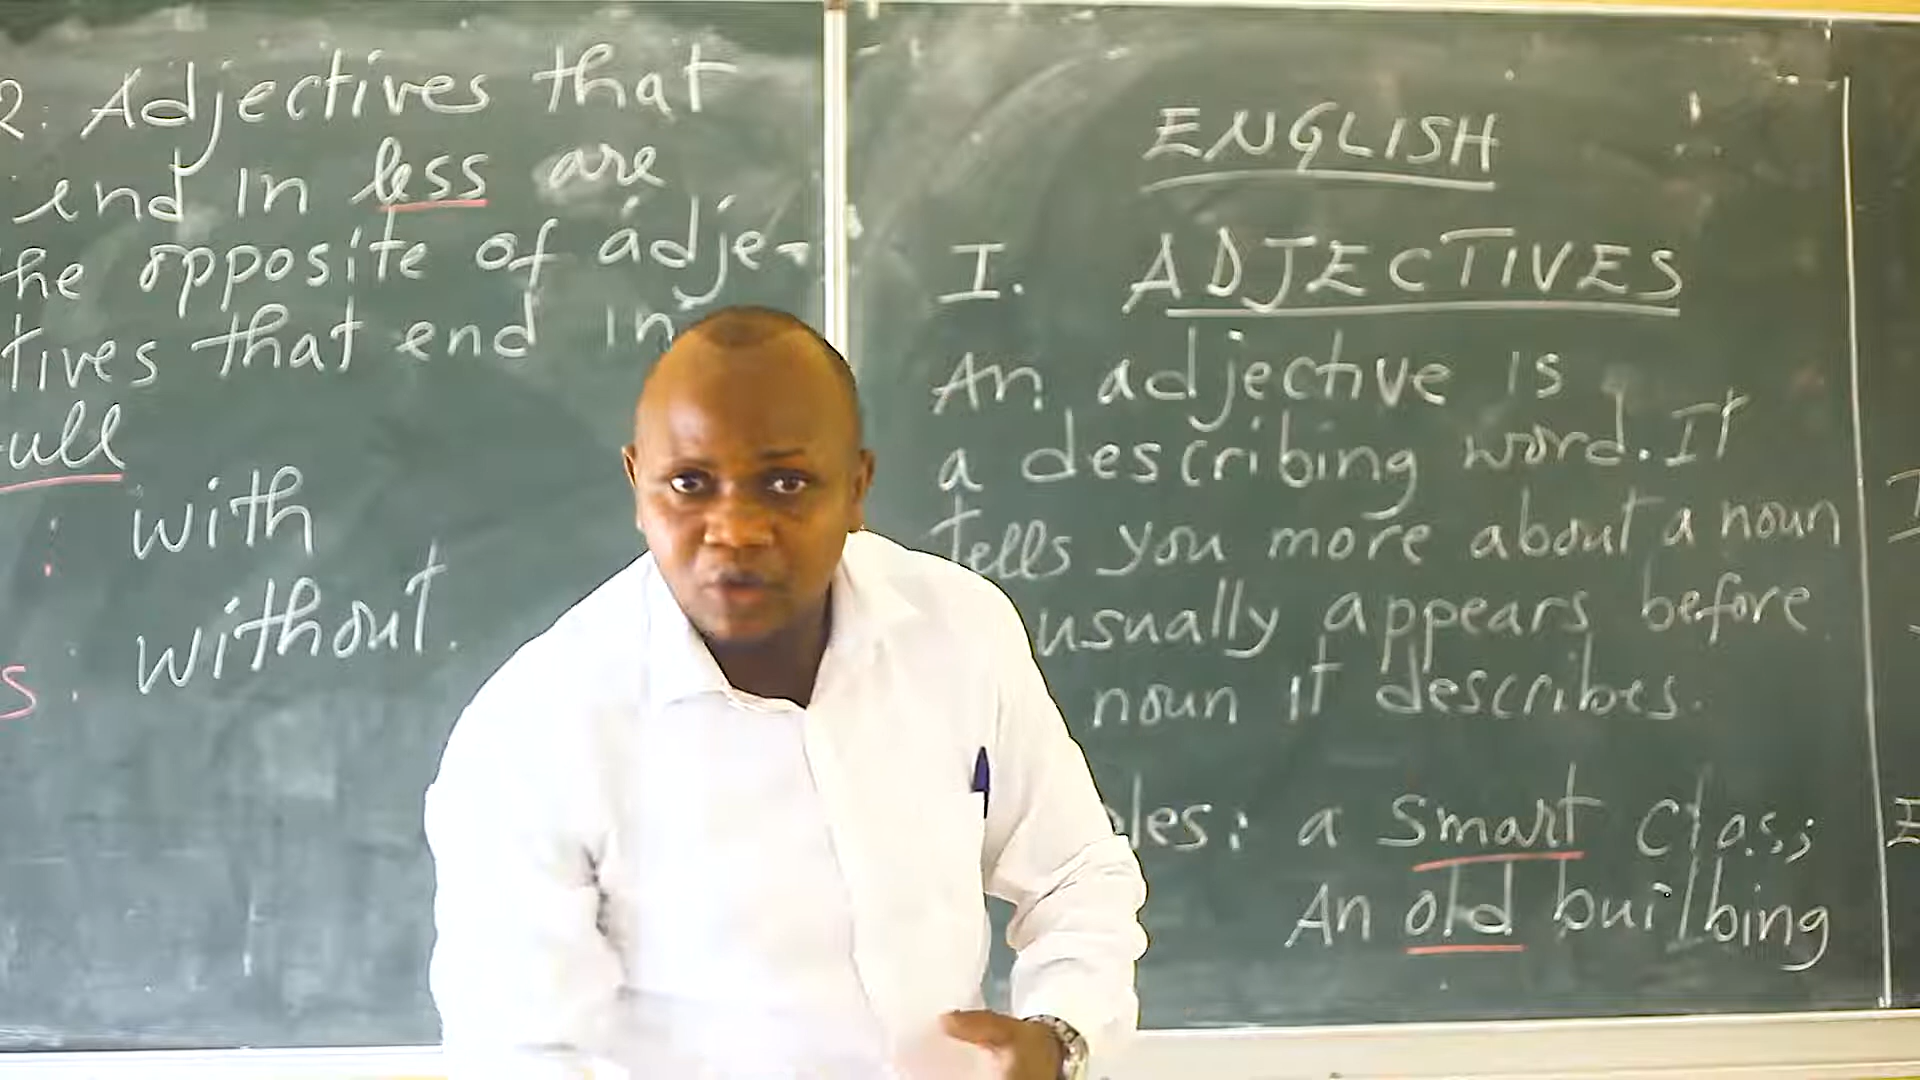 2. Adjectives that
end in less are
the opposite of adje-
tives that end in
: with
without.
s:
ENGLISH
I. ADJECTIVES
An adjective is
a describing word. It
tells you more about a noun
usually appears before
noun it describes.
ples: a smart class;
An old builbing